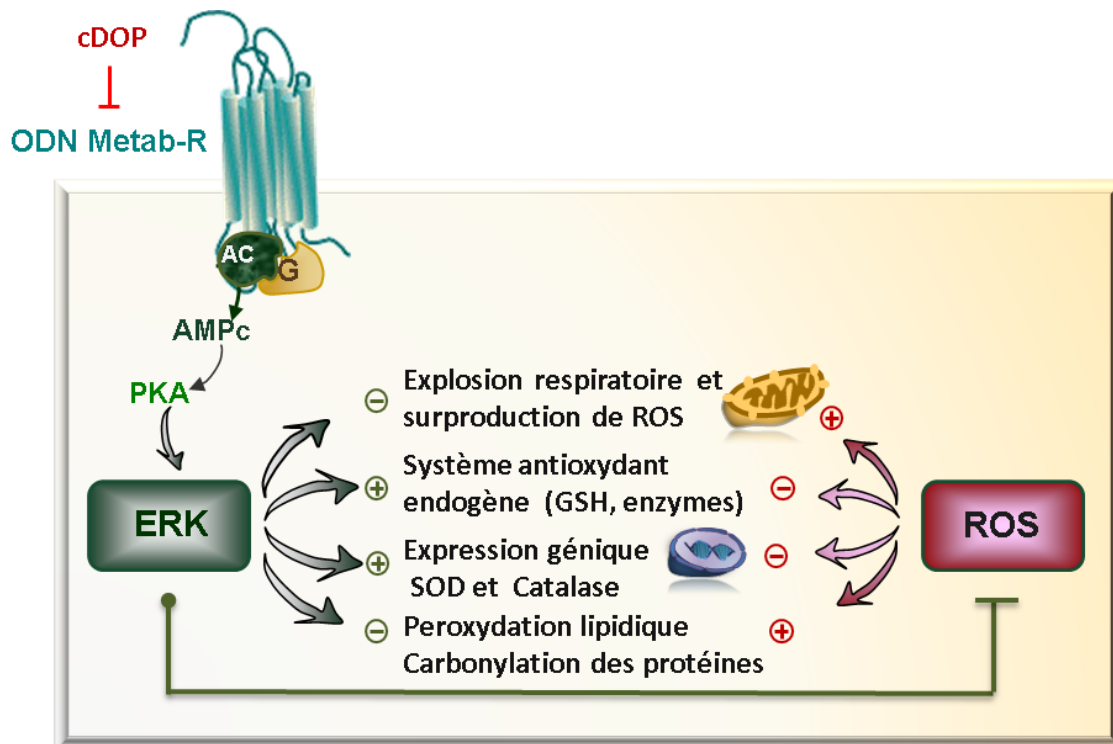 cDOP
ODN Metab-R
AC
G
AMPc
PKA
ERK
⊖
Explosion respiratoire et
surproduction de ROS
⊕
⊕
Système antioxydant
endogène (GSH, enzymes)
⊖
⊕
Expression génique
SOD et Catalase
⊖
⊖
Peroxydation lipidique
Carbonylation des protéines
⊕
ROS